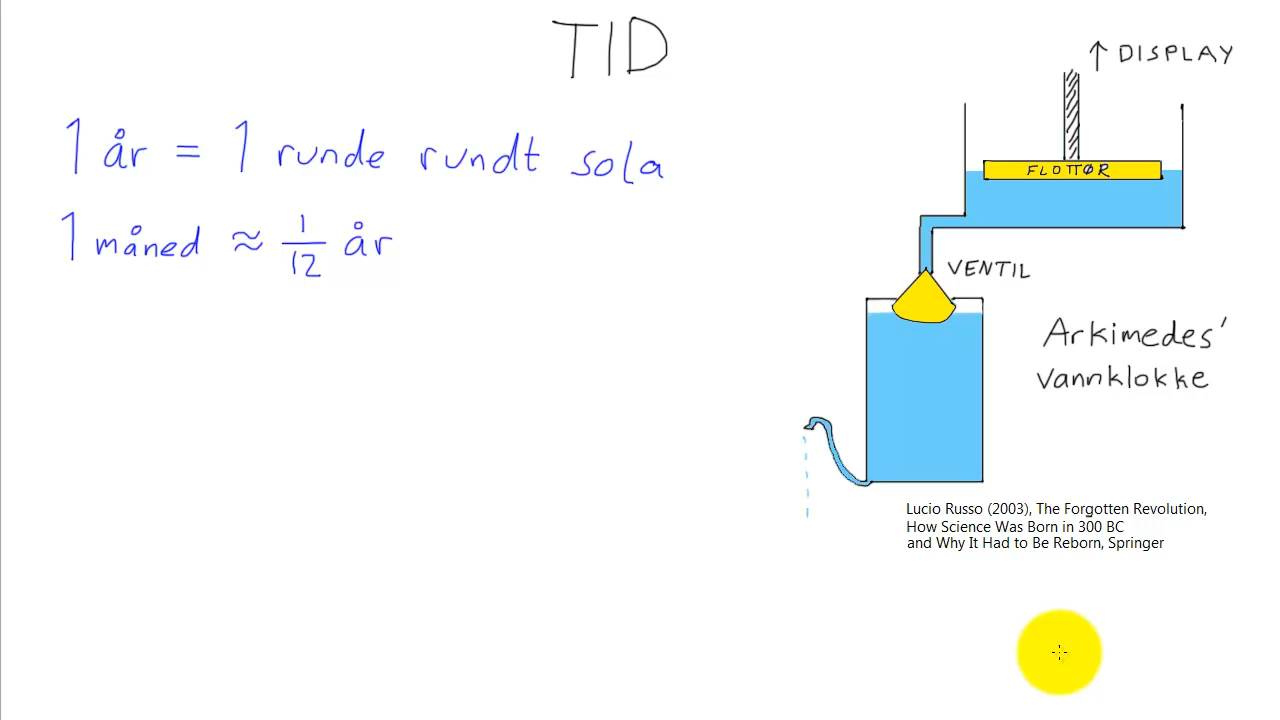 TID
1 år = 1 runde rundt sola
1 måned ≈ 1/12 år
↑ DISPLAY
FLOTTØR
VENTIL
Arkimedes'
vannklokke
Lucio Russo (2003), The Forgotten Revolution,
How Science Was Born in 300 BC
and Why It Had to Be Reborn, Springer